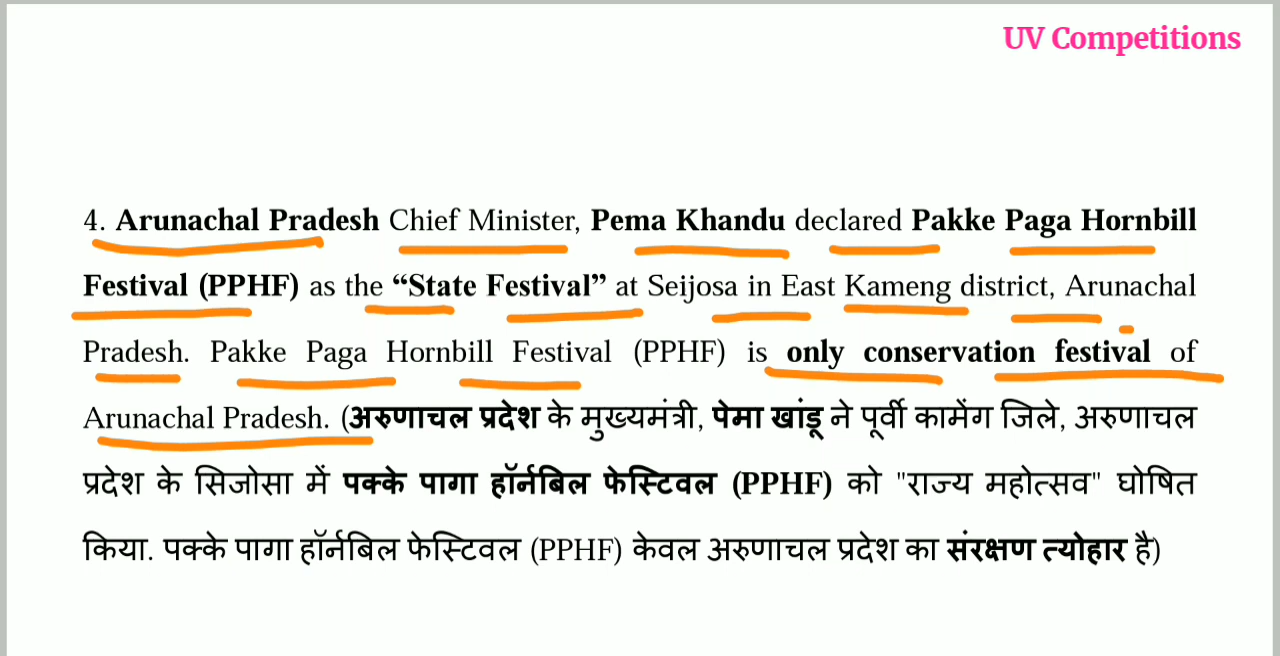 UV Competitions
4. Arunachal Pradesh Chief Minister, Pema Khandu declared Pakke Paga Hornbill
Festival (PPHF) as the “State Festival” at Seijosa in East Kameng district, Arunachal
Pradesh. Pakke Paga Hornbill Festival (PPHF) is only conservation festival of
Arunachal Pradesh. (अरुणाचल प्रदेश के मुख्यमंत्री, पेमा खांडू ने पूर्वी कामेंग जिले, अरुणाचल
प्रदेश के सिजोसा में पक्के पागा हॉर्नबिल फेस्टिवल (PPHF) को "राज्य महोत्सव" घोषित
किया. पक्के पागा हॉर्नबिल फेस्टिवल (PPHF) केवल अरुणाचल प्रदेश का संरक्षण त्योहार है)